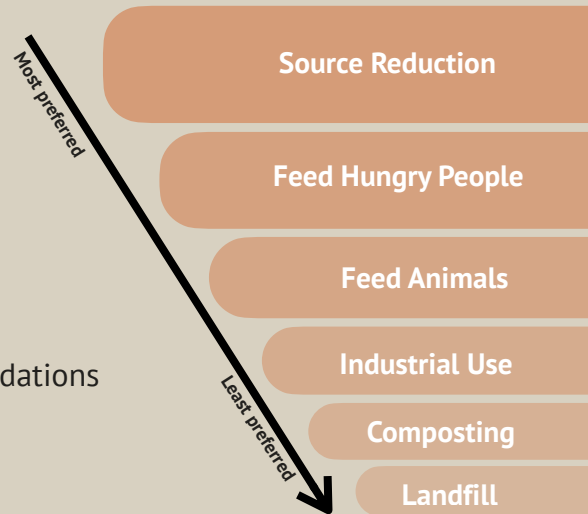 Most preferred
Source Reduction
Feed Hungry People
Feed Animals
Industrial Use
dations
Least preferred
Composting
Landfill